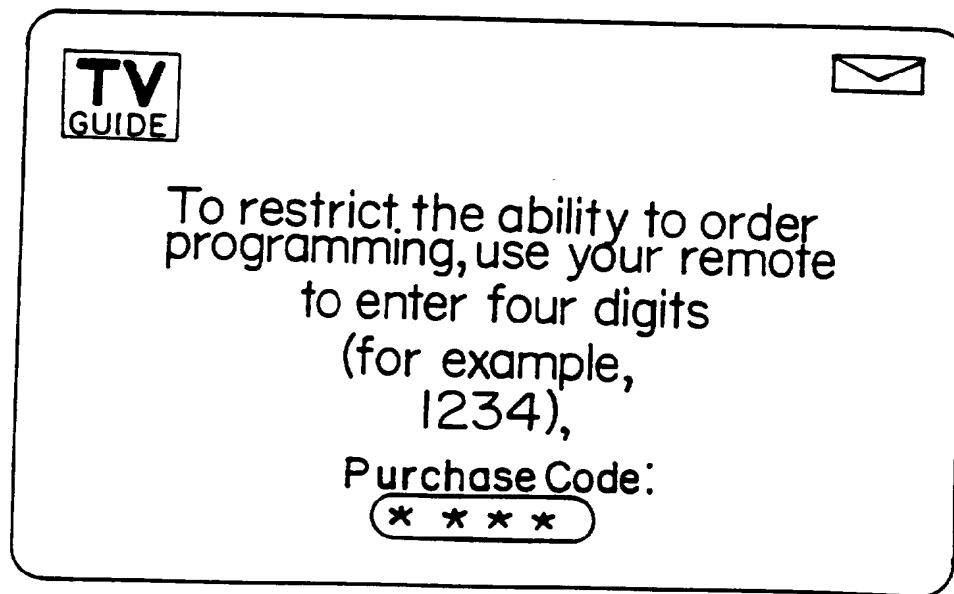 TV
GUIDE
To restrict the ability to order
programming, use your remote
to enter four digits
(for example,
1234),
Purchase Code:
* * * *